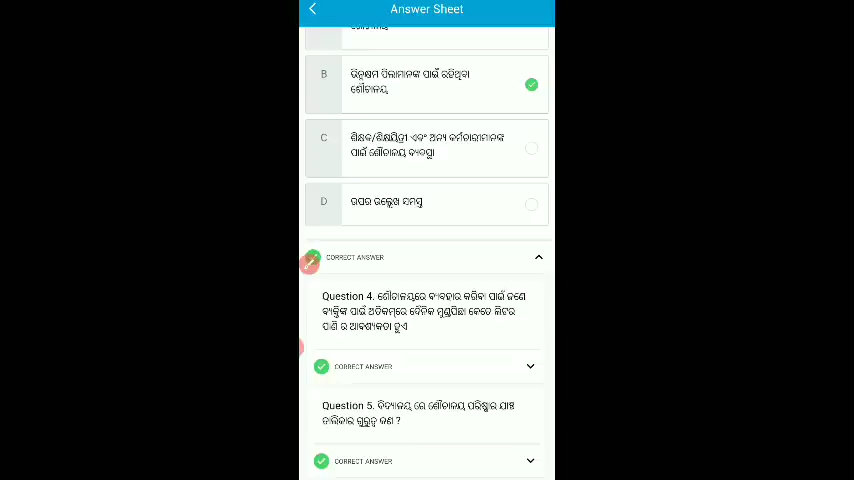 Answer Sheet
B
ଭିନ୍ନକ୍ଷମ ପିଲାମାନଙ୍କ ପାଇଁ ରହିଥିବା
ଶୌଚାଳୟ
C
ଶିକ୍ଷକ/ଶିକ୍ଷୟିତ୍ରୀ ଏବଂ ଅନ୍ୟ କର୍ମଚାରୀମାନଙ୍କ
ପାଇଁ ଶୌଚାଳୟ ବ୍ୟବସ୍ଥା
D
ଉପର ଉଲ୍ଲେଖ ସମସ୍ତ
CORRECT ANSWER
Question 4. ଶୌଚାଳୟରେ ବ୍ୟବହାର କରିବା ପାଇଁ ଜଣେ
ବ୍ୟକ୍ତିଙ୍କ ପାଇଁ ଅତିକମ୍‌ରେ ଦୈନିକ ମୁଣ୍ଡପିଛା କେତେ ଲିଟର
ପାଣି ର ଆବଶ୍ୟକତା ହୁଏ
CORRECT ANSWER
Question 5. ବିଦ୍ୟାଳୟ ରେ ଶୌଚାଳୟ ପରିଷ୍କାର ଯାଞ୍ଚ
ତାଲିକାର ଗୁରୁତ୍ୱ କଣ ?
CORRECT ANSWER